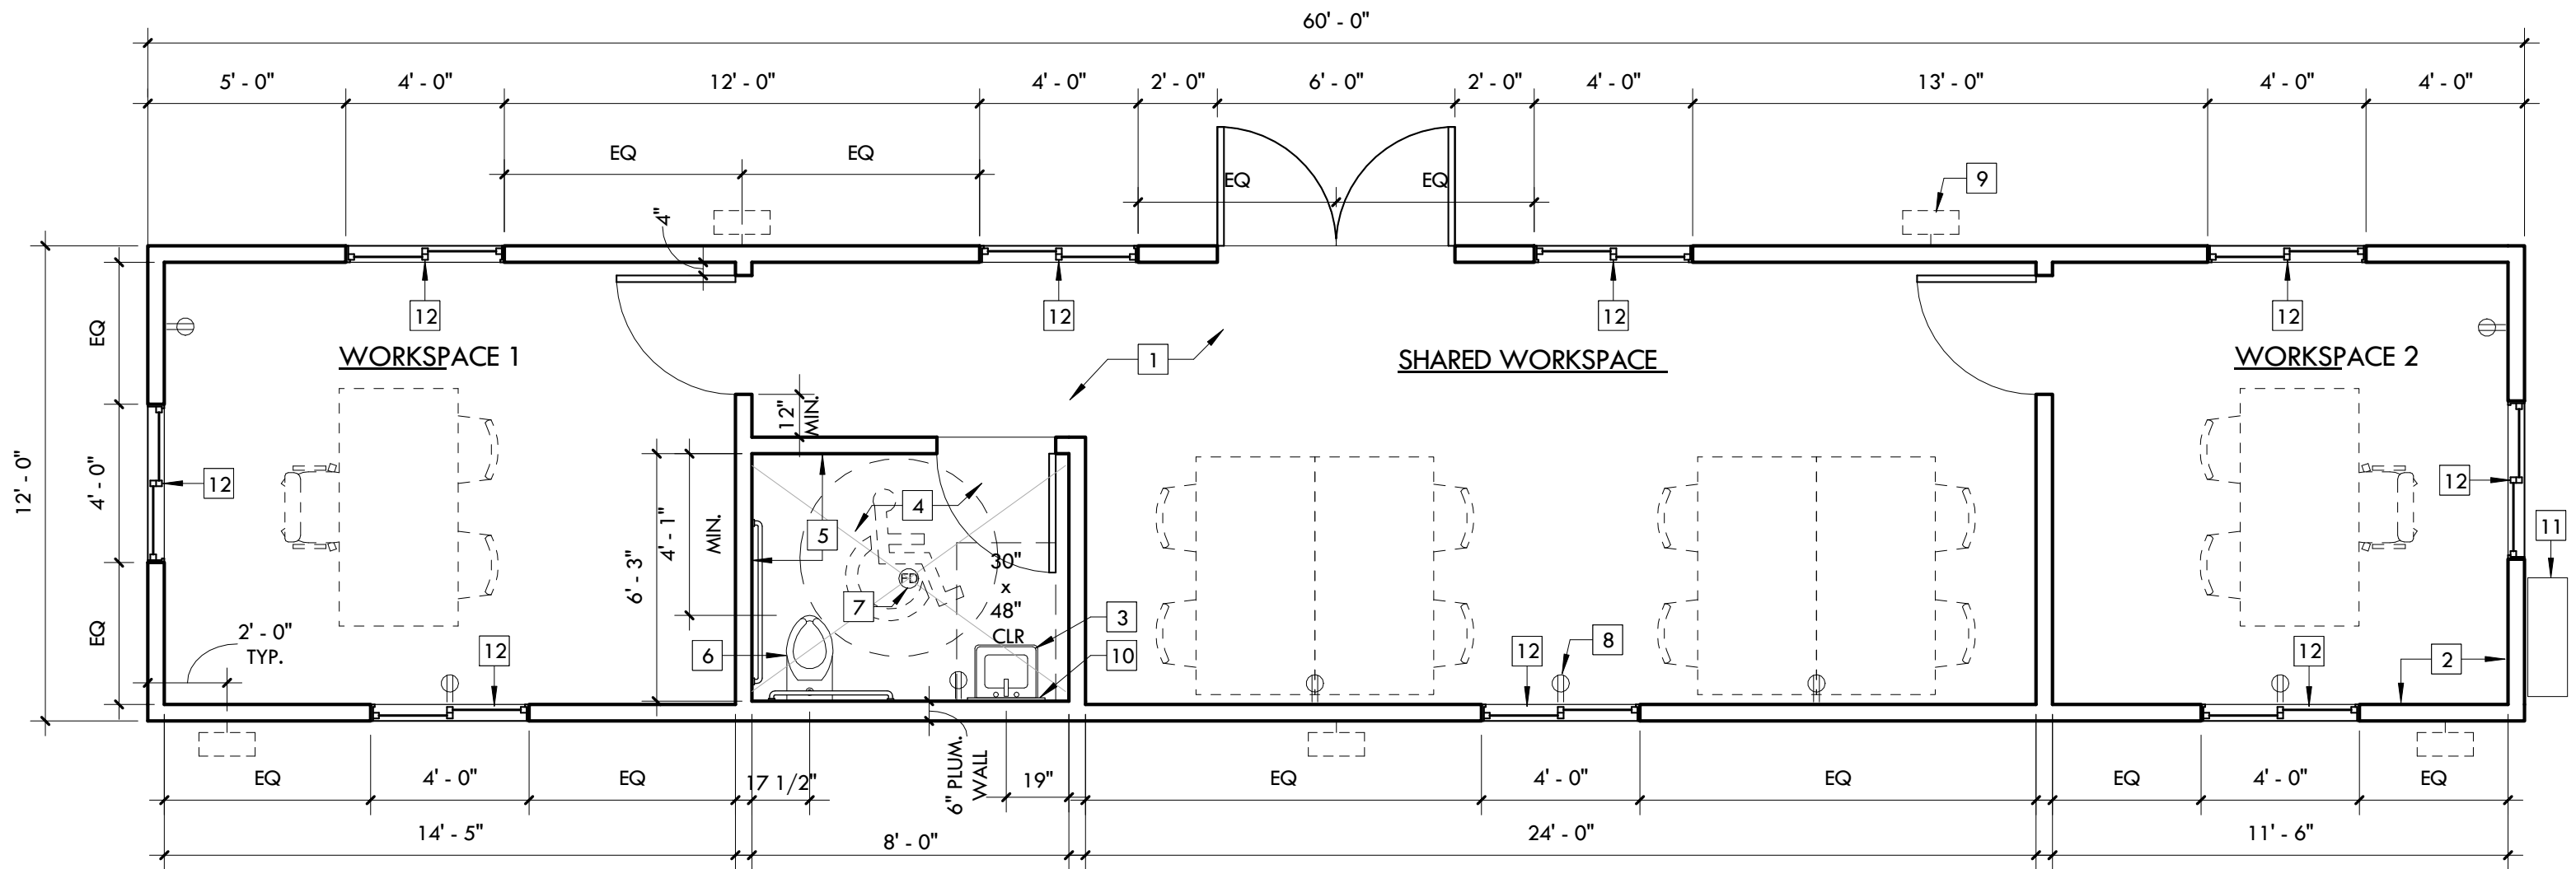 60' - 0"
5' - 0" 4' - 0" 12' - 0" 4' - 0" 2' - 0" 6' - 0" 2' - 0" 4' - 0" 13' - 0" 4' - 0" 4' - 0"
EQ EQ
EQ EQ
9
4"
12 12 12 12
EQ
WORKSPACE 1
1
SHARED WORKSPACE
WORKSPACE 2
12" MIN.
12' - 0"
4' - 0"
12
6' - 3"
4' - 1"
MIN.
4
5
12
11
30"
x
48"
CLR
FD
7
3
EQ
2' - 0"
TYP.
12
6
10
12
8
12
2
EQ 4' - 0" EQ 17 1/2" 6" PLUM.
WALL
19" EQ 4' - 0" EQ EQ 4' - 0" EQ
14' - 5" 8' - 0" 24' - 0" 11' - 6"